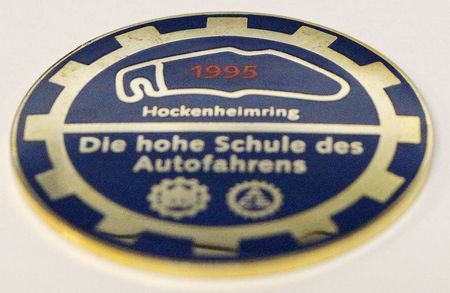 1995
Hockenheimring
Die hohe Schule des
Autofahrens